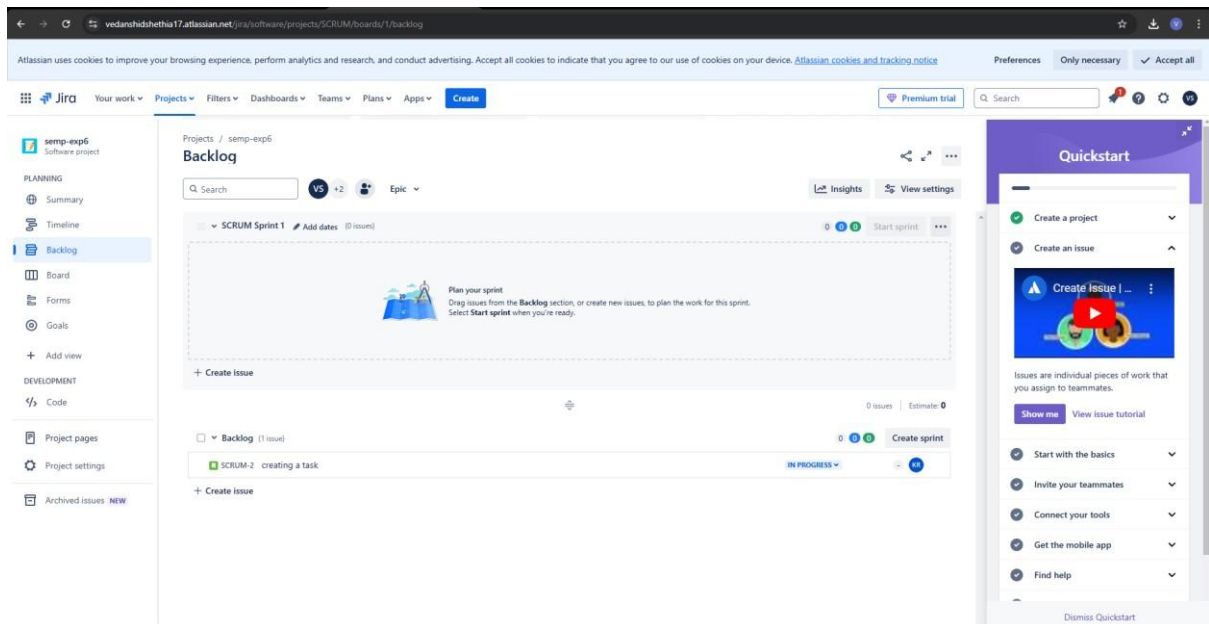 vedanshidshethia17.atlassian.net/jira/software/projects/SCRUM/boards/1/backlog
V
Atlassian uses cookies to improve your browsing experience, perform analytics and research, and conduct advertising. Accept all cookies to indicate that you agree to our use of cookies on your device. Atlassian cookies and tracking notice
Preferences Only necessary Accept all
Jira Your work Projects Filters Dashboards Teams Plans Apps Create Premium trial Search VS
semp-exp6
Software project
PLANNING
Summary
Timeline
Backlog
Board
Forms
Goals
+ Add view
DEVELOPMENT
Code
Project pages
Project settings
Archived issues NEW
Projects / semp-exp6
Backlog
Search VS +2 Epic Insights View settings
SCRUM Sprint 1 Add dates (0 issues) 0 0 0 Start sprint
Plan your sprint
Drag issues from the Backlog section, or create new issues, to plan the work for this sprint.
Select Start sprint when you're ready.
+ Create issue
0 issues Estimate: 0
Backlog (1 issue) 0 0 0 Create sprint
SCRUM-2 creating a task IN PROGRESS - KR
+ Create issue
Quickstart
Create a project
Create an issue
Create Issue | ...
Issues are individual pieces of work that
you assign to teammates.
Show me View issue tutorial
Start with the basics
Invite your teammates
Connect your tools
Get the mobile app
Find help
Dismiss Quickstart